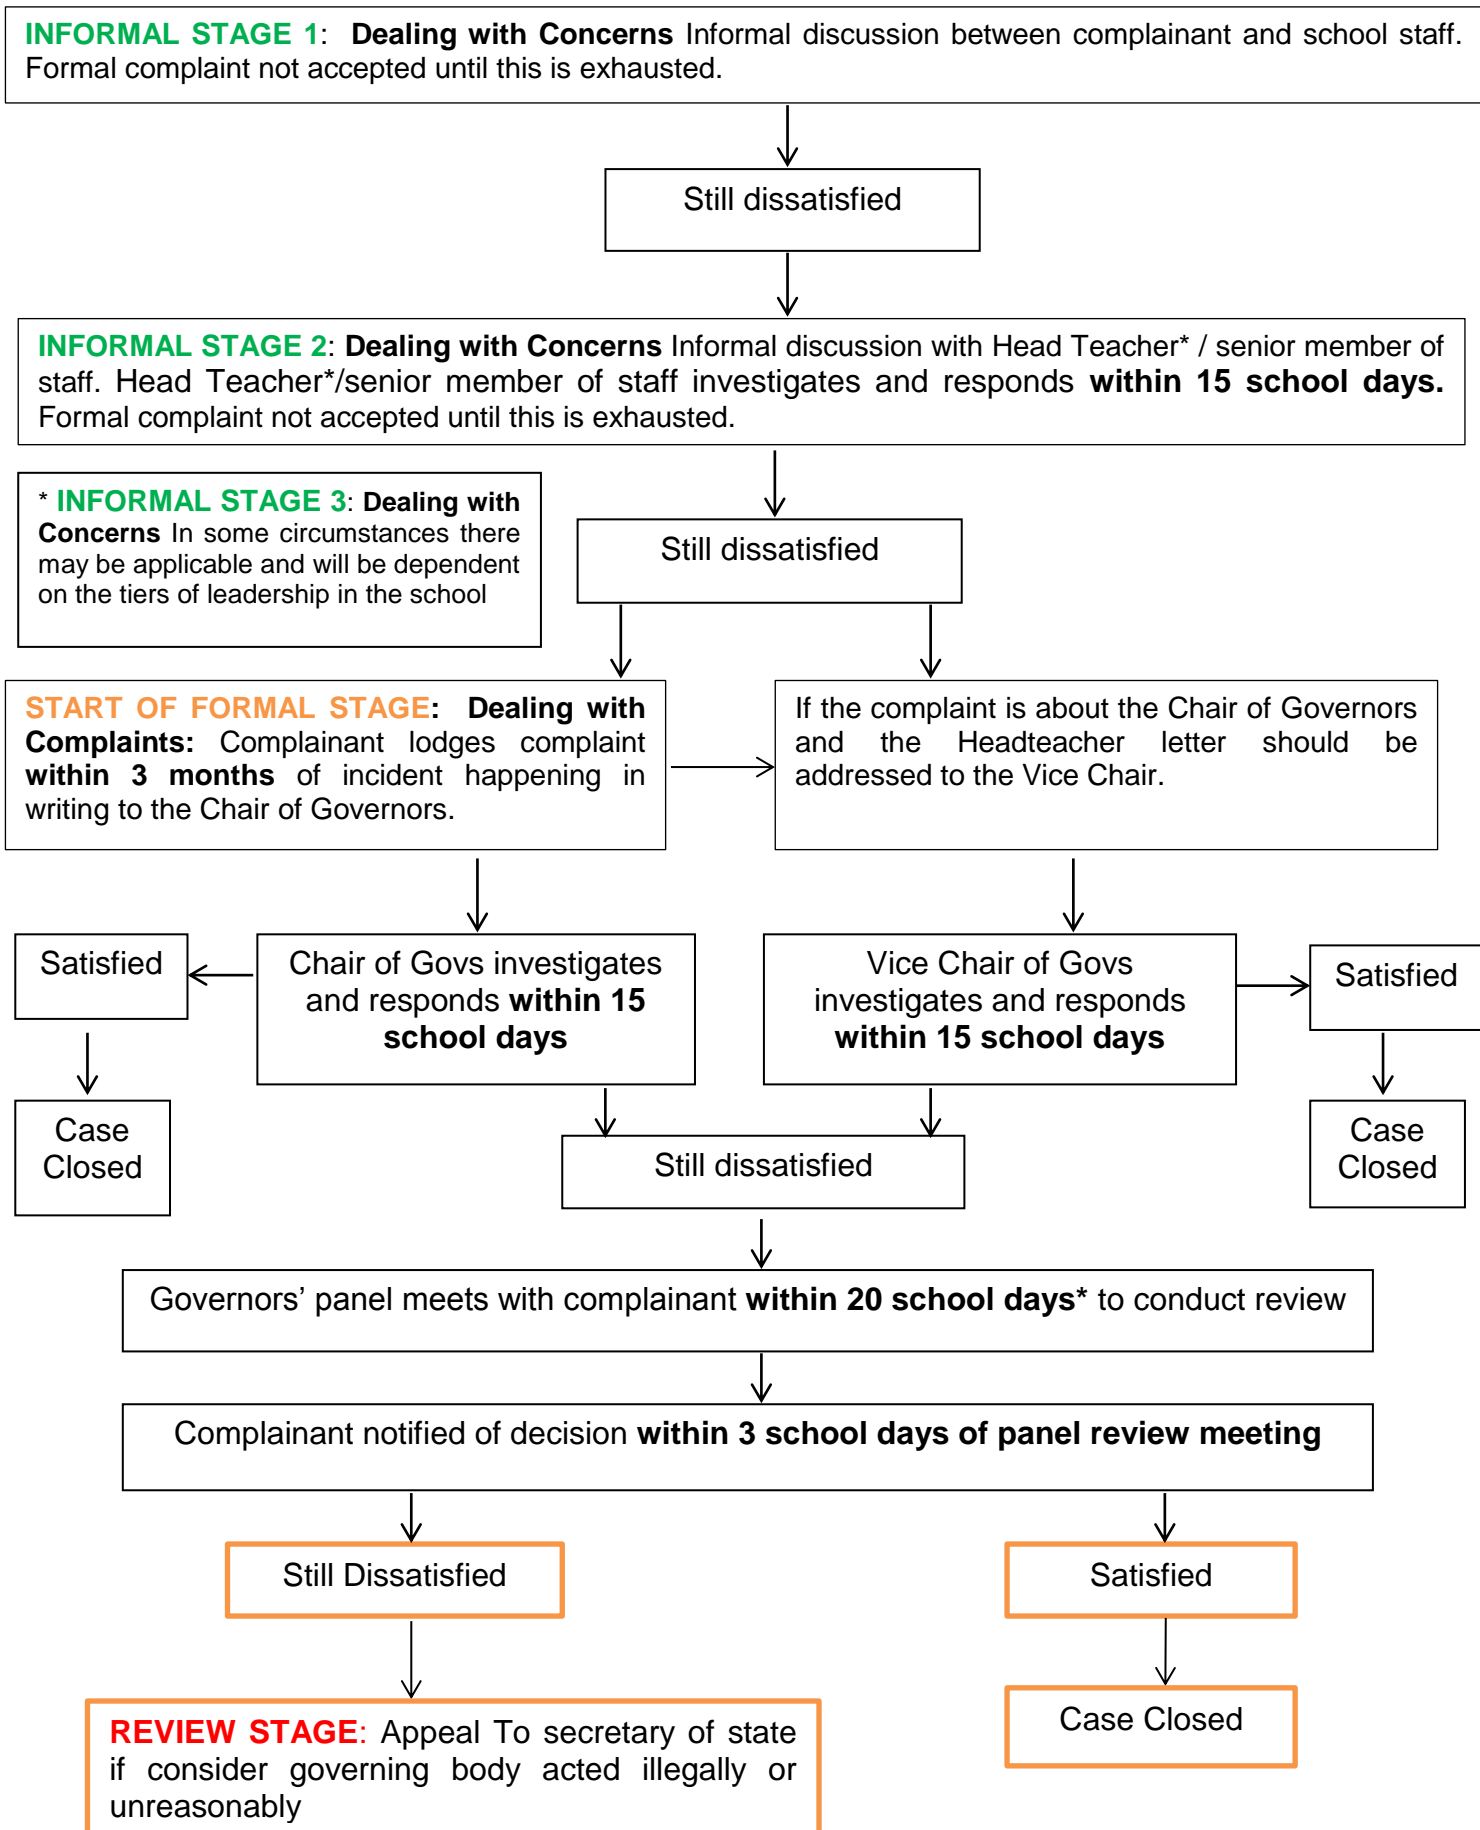 INFORMAL STAGE 1: Dealing with Concerns Informal discussion between complainant and school staff.
Formal complaint not accepted until this is exhausted.
Still dissatisfied
INFORMAL STAGE 2: Dealing with Concerns Informal discussion with Head Teacher* / senior member of
staff. Head Teacher*/senior member of staff investigates and responds within 15 school days.
Formal complaint not accepted until this is exhausted.
* INFORMAL STAGE 3: Dealing with
Concerns In some circumstances there
may be applicable and will be dependent
on the tiers of leadership in the school
Still dissatisfied
START OF FORMAL STAGE: Dealing with
Complaints: Complainant lodges complaint
within 3 months of incident happening in
writing to the Chair of Governors.
If the complaint is about the Chair of Governors
and the Headteacher letter should be
addressed to the Vice Chair.
Satisfied
Chair of Govs investigates
and responds within 15
school days
Vice Chair of Govs
investigates and responds
within 15 school days
Satisfied
Case
Closed
Still dissatisfied
Case
Closed
Governors’ panel meets with complainant within 20 school days* to conduct review
Complainant notified of decision within 3 school days of panel review meeting
Still Dissatisfied
Satisfied
REVIEW STAGE: Appeal To secretary of state
if consider governing body acted illegally or
unreasonably
Case Closed